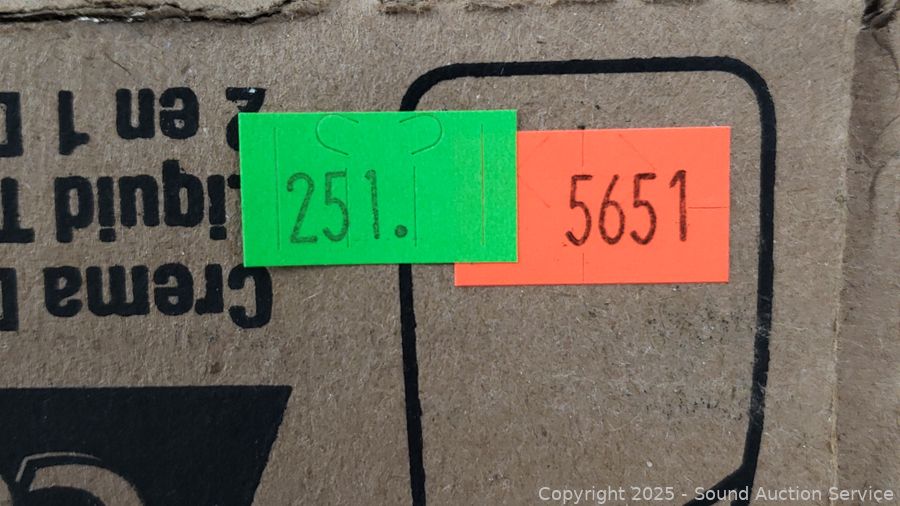 251.
5651
2 en 1 D
Liquid T
Crema D
Copyright © 2025 - Sound Auction Service